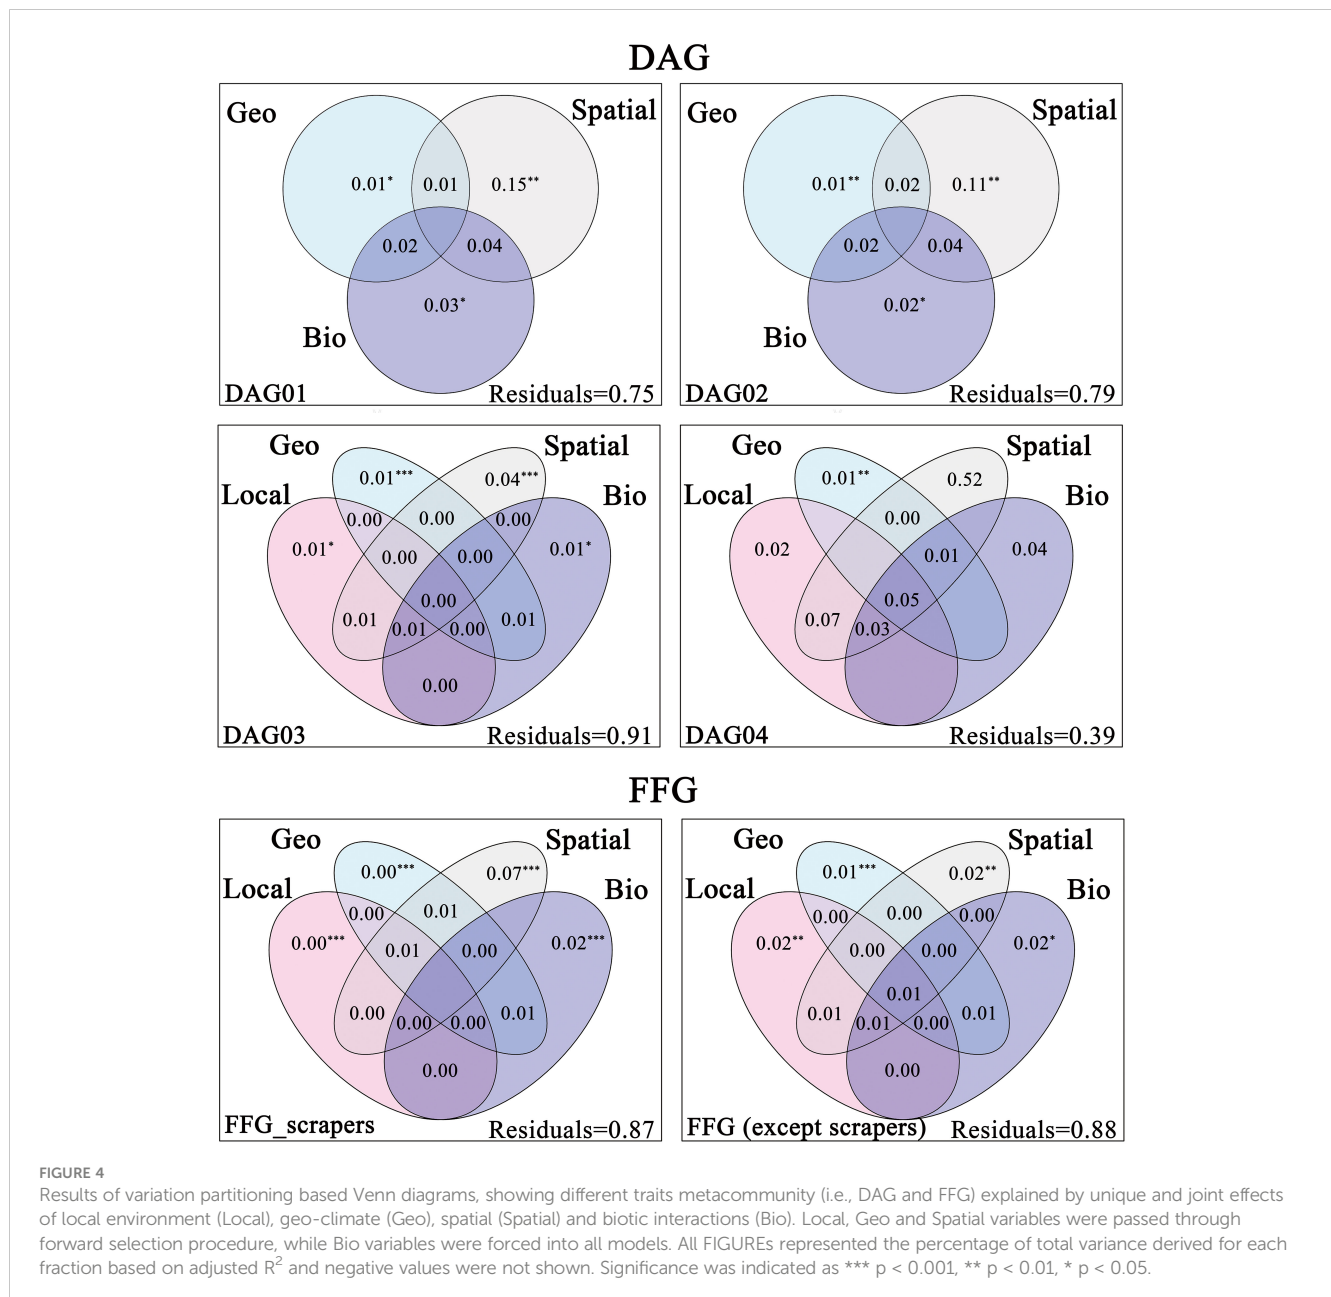 DAG
Geo
Spatial
0.01*
0.01
0.15**
0.02
0.04
0.03*
Bio
DAG01
Residuals=0.75
Geo
Spatial
0.01**
0.02
0.11**
0.02
0.04
0.02*
Bio
DAG02
Residuals=0.79
Geo
Spatial
Local
Bio
0.01***
0.04***
0.00
0.00
0.00
0.01*
0.01*
0.00
0.00
0.00
0.01
0.01
0.00
0.01
0.00
DAG03
Residuals=0.91
Geo
Spatial
Local
Bio
0.01**
0.52
0.00
0.02
0.01
0.04
0.05
0.07
0.03
DAG04
Residuals=0.39
FFG
Geo
Spatial
Local
Bio
0.00***
0.07***
0.00
0.01
0.00***
0.01
0.00
0.02***
0.00
0.00
0.00
0.01
0.00
FFG_scrapers
Residuals=0.87
Geo
Spatial
Local
Bio
0.01***
0.02**
0.00
0.00
0.00
0.02**
0.00
0.00
0.02*
0.01
0.01
0.01
0.00
0.01
0.00
FFG (except scrapers)
Residuals=0.88
FIGURE 4
Results of variation partitioning based Venn diagrams, showing different traits metacommunity (i.e., DAG and FFG) explained by unique and joint effects
of local environment (Local), geo-climate (Geo), spatial (Spatial) and biotic interactions (Bio). Local, Geo and Spatial variables were passed through
forward selection procedure, while Bio variables were forced into all models. All FIGUREs represented the percentage of total variance derived for each
fraction based on adjusted R² and negative values were not shown. Significance was indicated as *** p < 0.001, ** p < 0.01, * p < 0.05.